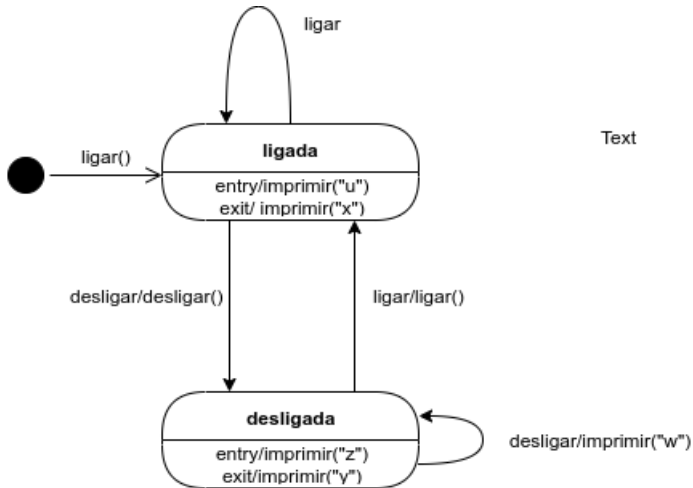 ligar
Text
ligar()
ligada
entry/imprimir("u")
exit/ imprimir("x")
desligar/desligar()
ligar/ligar()
desligada
entry/imprimir("z")
exit/imprimir("y")
desligar/imprimir("w")